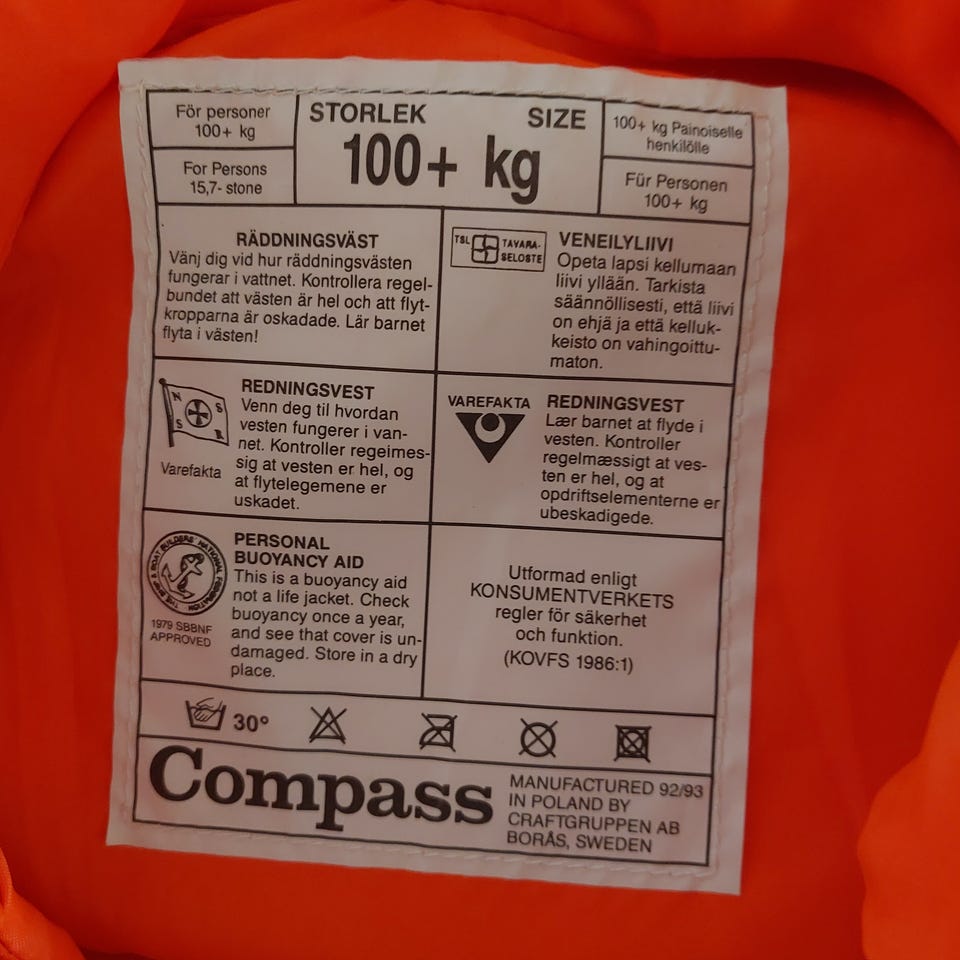 För personer
100+ kg
For Persons
15,7- stone
STORLEK SIZE
100+ kg
100+ kg Painoiselle
henkilölle
Für Personen
100+ kg
RÄDDNINGSVÄST
Vänj dig vid hur räddningsvästen
fungerar i vattnet. Kontrollera regel-
bundet att västen är hel och att flyt-
kropparna är oskadade. Lär barnet
flyta i västen!
TSL TAVARA-
SELOSTE
VENEILYLIIVI
Opeta lapsi kellumaan
liivi yllään. Tarkista
säännöllisesti, että liivi
on ehjä ja että kelluk-
keisto on vahingoittu-
maton.
N S
S R
Varefakta
REDNINGSVEST
Venn deg til hvordan
vesten fungerer i van-
net. Kontroller regeimes-
sig at vesten er hel, og
at flytelegemene er
uskadet.
VAREFAKTA
REDNINGSVEST
Lær barnet at flyde i
vesten. Kontroller
regelmæssigt at ves-
ten er hel, og at
opdriftselementerne er
ubeskadigede.
THE SHIP & BOAT BUILDERS' NATIONAL FEDERATION
1979 SBBNF
APPROVED
PERSONAL
BUOYANCY AID
This is a buoyancy aid
not a life jacket. Check
buoyancy once a year,
and see that cover is un-
damaged. Store in a dry
place.
Utformad enligt
KONSUMENTVERKETS
regler för säkerhet
och funktion.
(KOVFS 1986:1)
30°
Compass
MANUFACTURED 92/93
IN POLAND BY
CRAFTGRUPPEN AB
BORÅS, SWEDEN